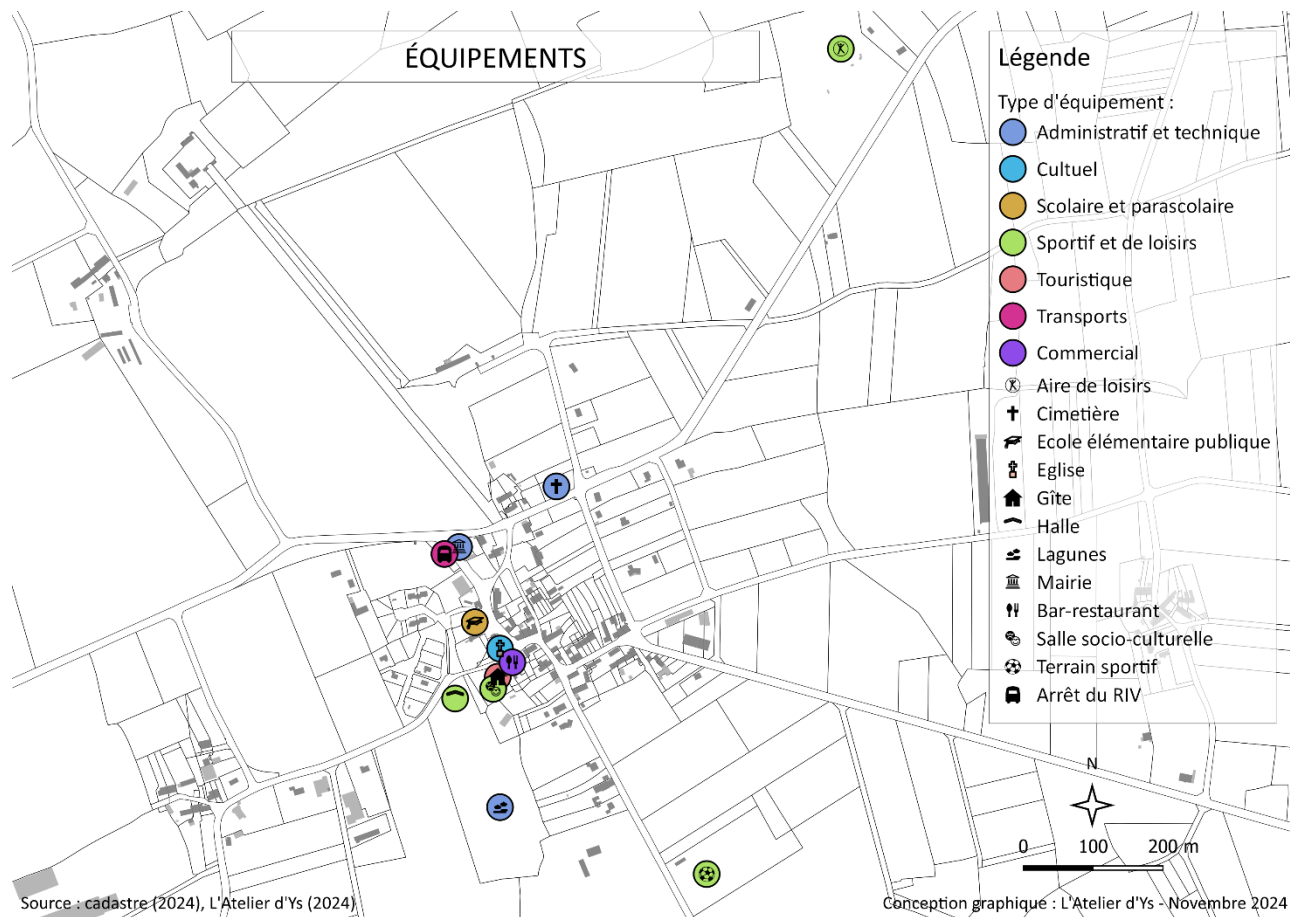 ÉQUIPEMENTS
Légende
Type d'équipement :
Administratif et technique
Cultuel
Scolaire et parascolaire
Sportif et de loisirs
Touristique
Transports
Commercial
Aire de loisirs
Cimetière
Ecole élémentaire publique
Eglise
Gîte
Halle
Lagunes
Mairie
Bar-restaurant
Salle socio-culturelle
Terrain sportif
Arrêt du RIV
N
0 100 200 m
Source : cadastre (2024), L'Atelier d'Ys (2024)
Conception graphique : L'Atelier d'Ys - Novembre 2024